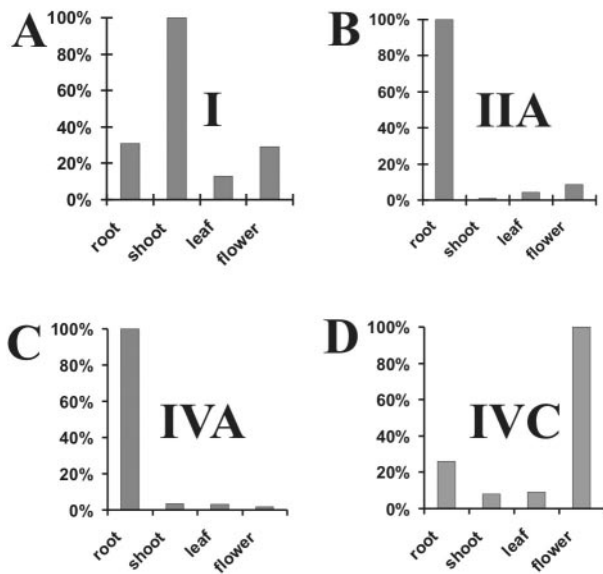 A
100%
80%
60%
40%
20%
0%
I
root
shoot
leaf
flower
B
100%
80%
60%
40%
20%
0%
IIA
root
shoot
leaf
flower
C
100%
80%
60%
40%
20%
0%
IVA
root
shoot
leaf
flower
D
100%
80%
60%
40%
20%
0%
IVC
root
shoot
leaf
flower